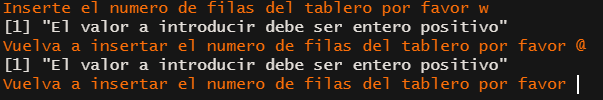 Inserte el numero de filas del tablero por favor w
[1] "El valor a introducir debe ser entero positivo"
Vuelva a insertar el numero de filas del tablero por favor @
[1] "El valor a introducir debe ser entero positivo"
Vuelva a insertar el numero de filas del tablero por favor